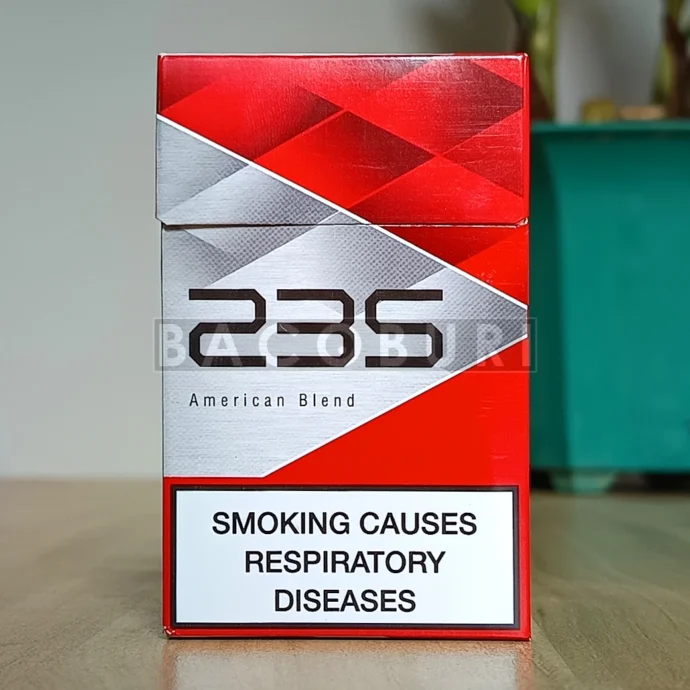 235
BACOBURI
American Blend
SMOKING CAUSES
RESPIRATORY
DISEASES